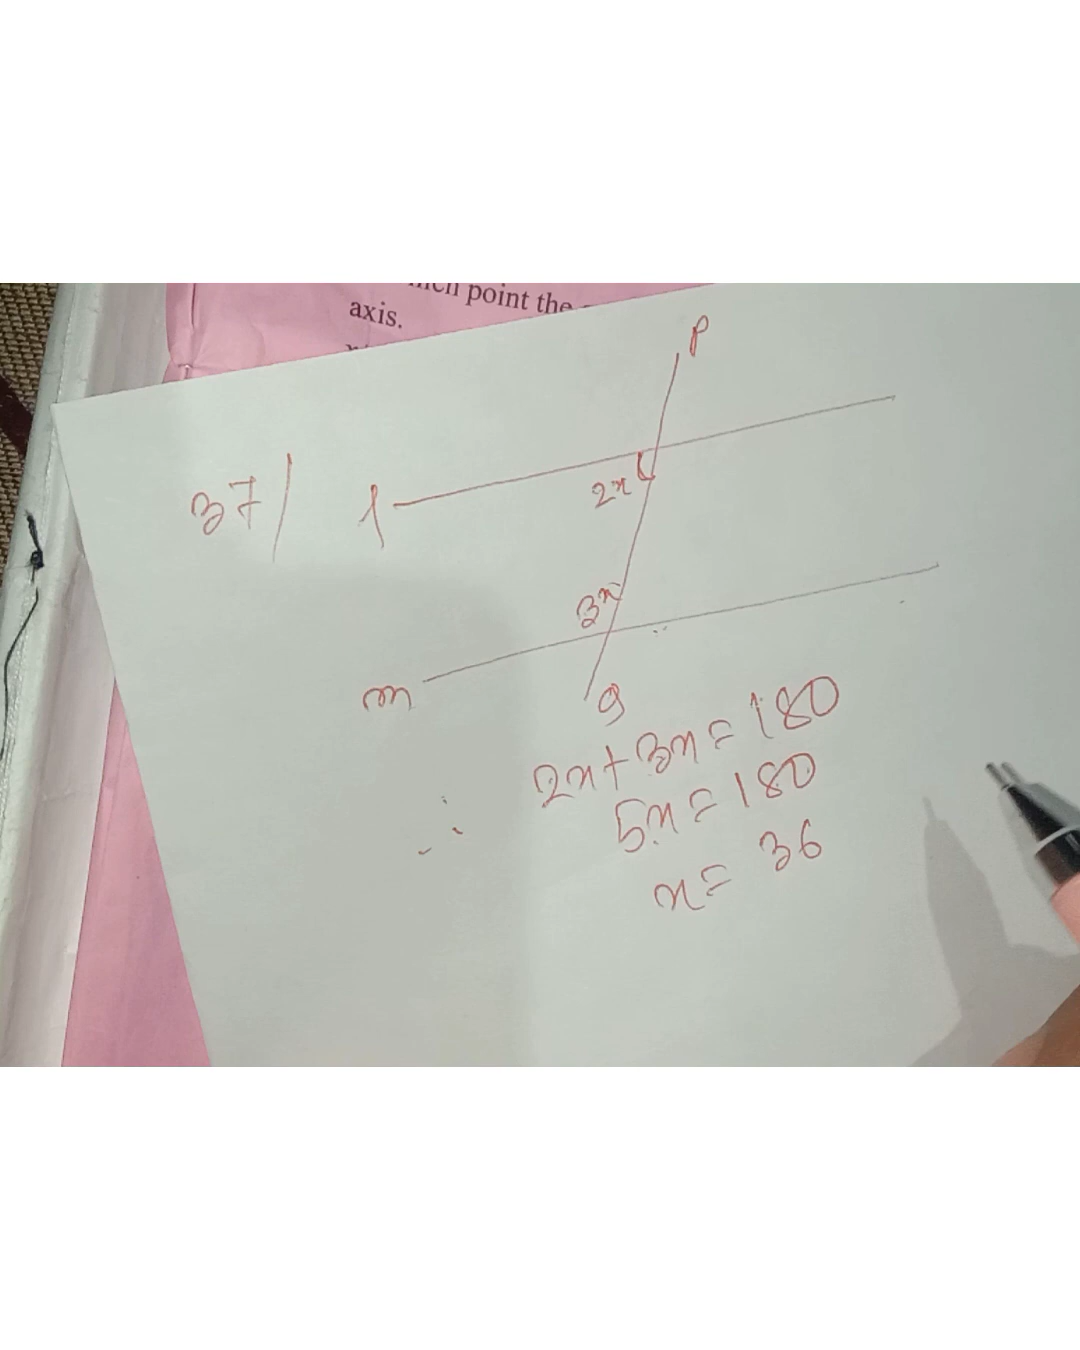 point the
axis.
P
37/ l
2x
3x
m
q
2x+3x=180
5x=180
x= 36